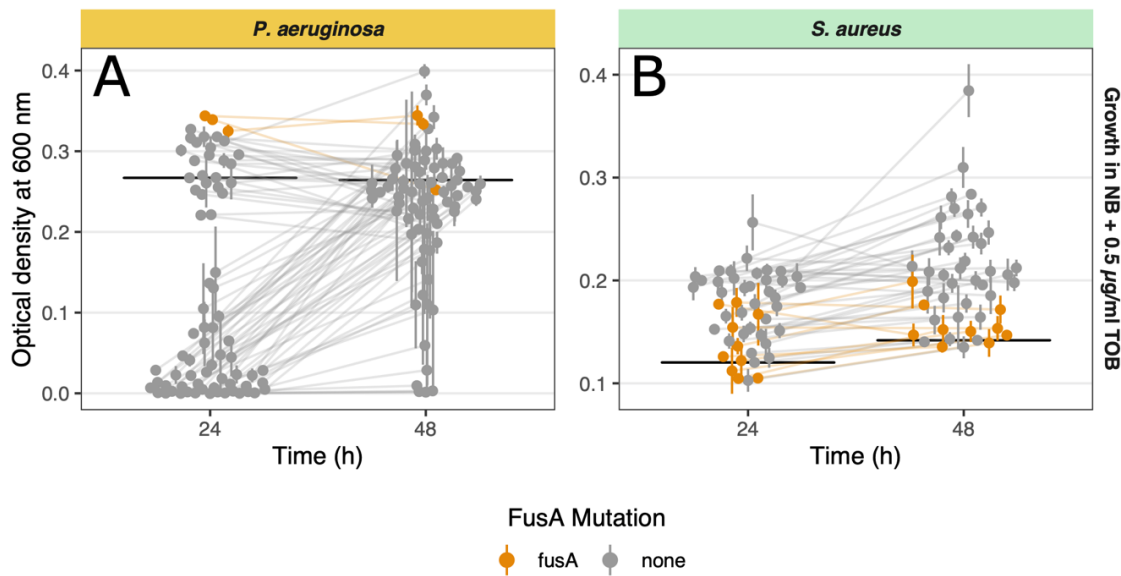 P. aeruginosa
S. aureus
A
B
Optical density at 600 nm
0.4
0.3
0.2
0.1
0.0
0.4
0.3
0.2
0.1
Growth in NB + 0.5 µg/ml TOB
24
48
24
48
Time (h)
Time (h)
FusA Mutation
fusA
none